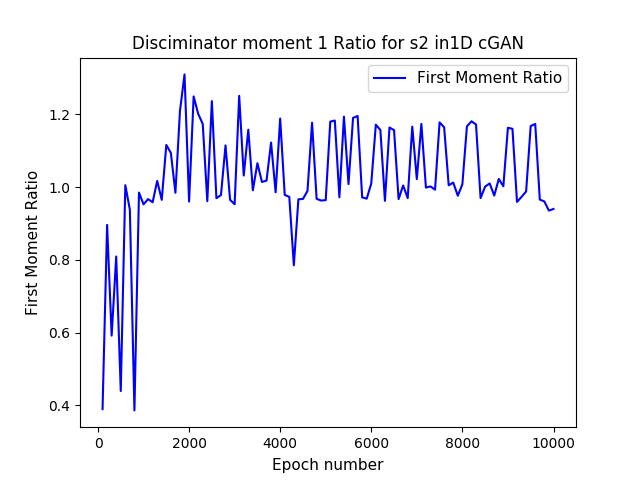 Disciminator moment 1 Ratio for s2 in1D cGAN
First Moment Ratio
First Moment Ratio
1.2
1.0
0.8
0.6
0.4
0 2000 4000 6000 8000 10000
Epoch number